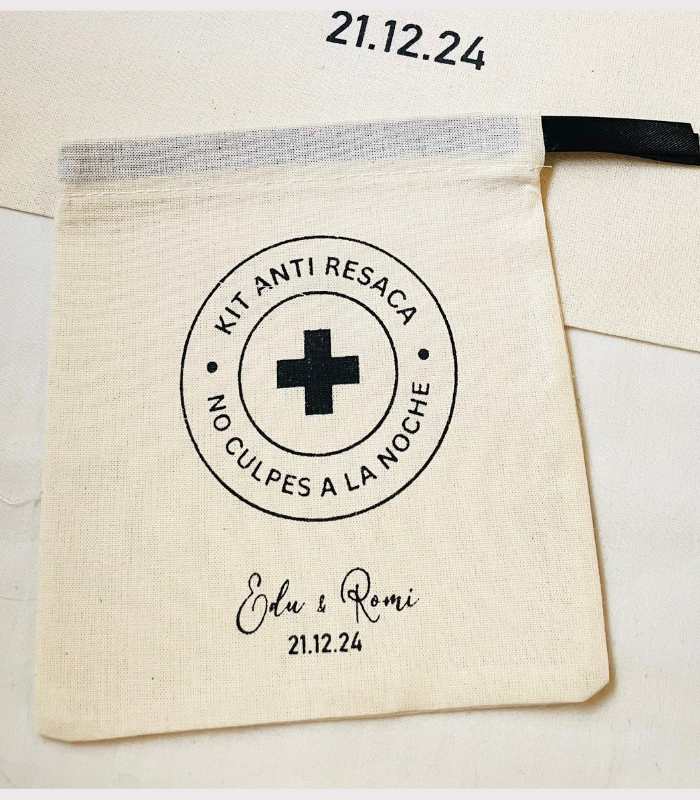 21.12.24
KIT ANTI RESACA
NO CULPES A LA NOCHE
Edu & Romi
21.12.24